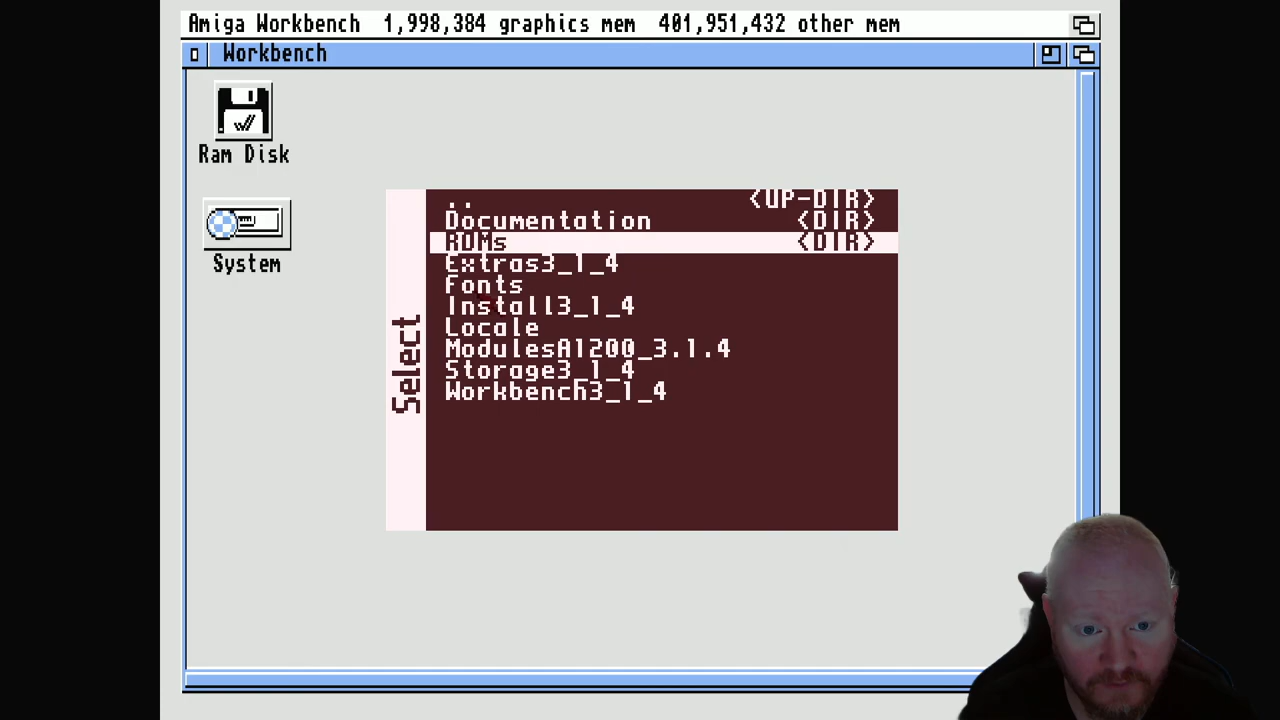 Amiga Workbench 1,998,384 graphics mem 401,951,432 other mem
Workbench
Ram Disk
System
Select
.. <UP-DIR>
Documentation <DIR>
ROMs <DIR>
Extras3_1_4
Fonts
Install3_1_4
Locale
ModulesA1200_3.1.4
Storage3_1_4
Workbench3_1_4